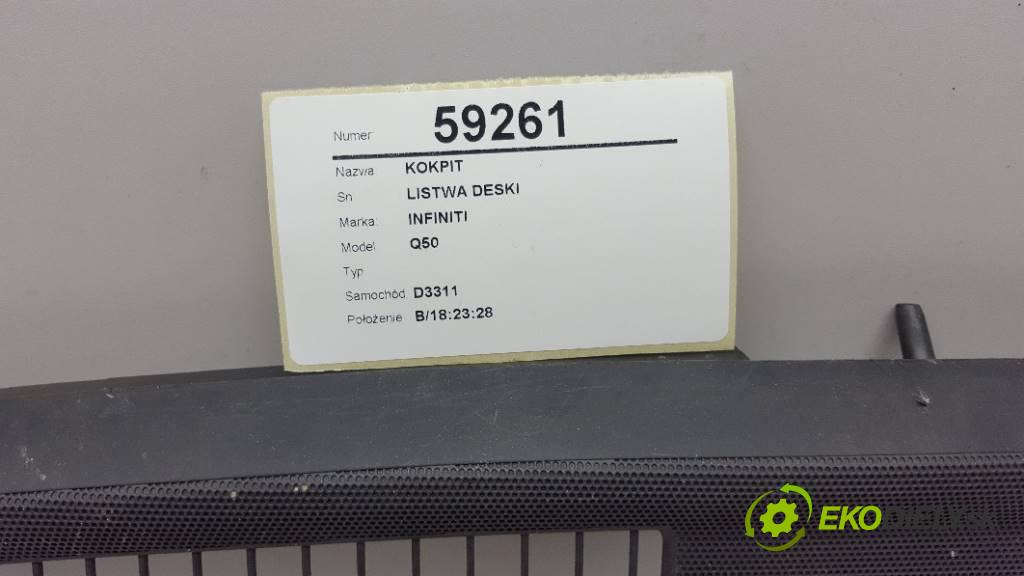 Numer 59261
Nazwa KOKPIT
Sn LISTWA DESKI
Marka: INFINITI
Model Q50
Typ
Samochód D3311
Położenie B/18:23:28
EKO